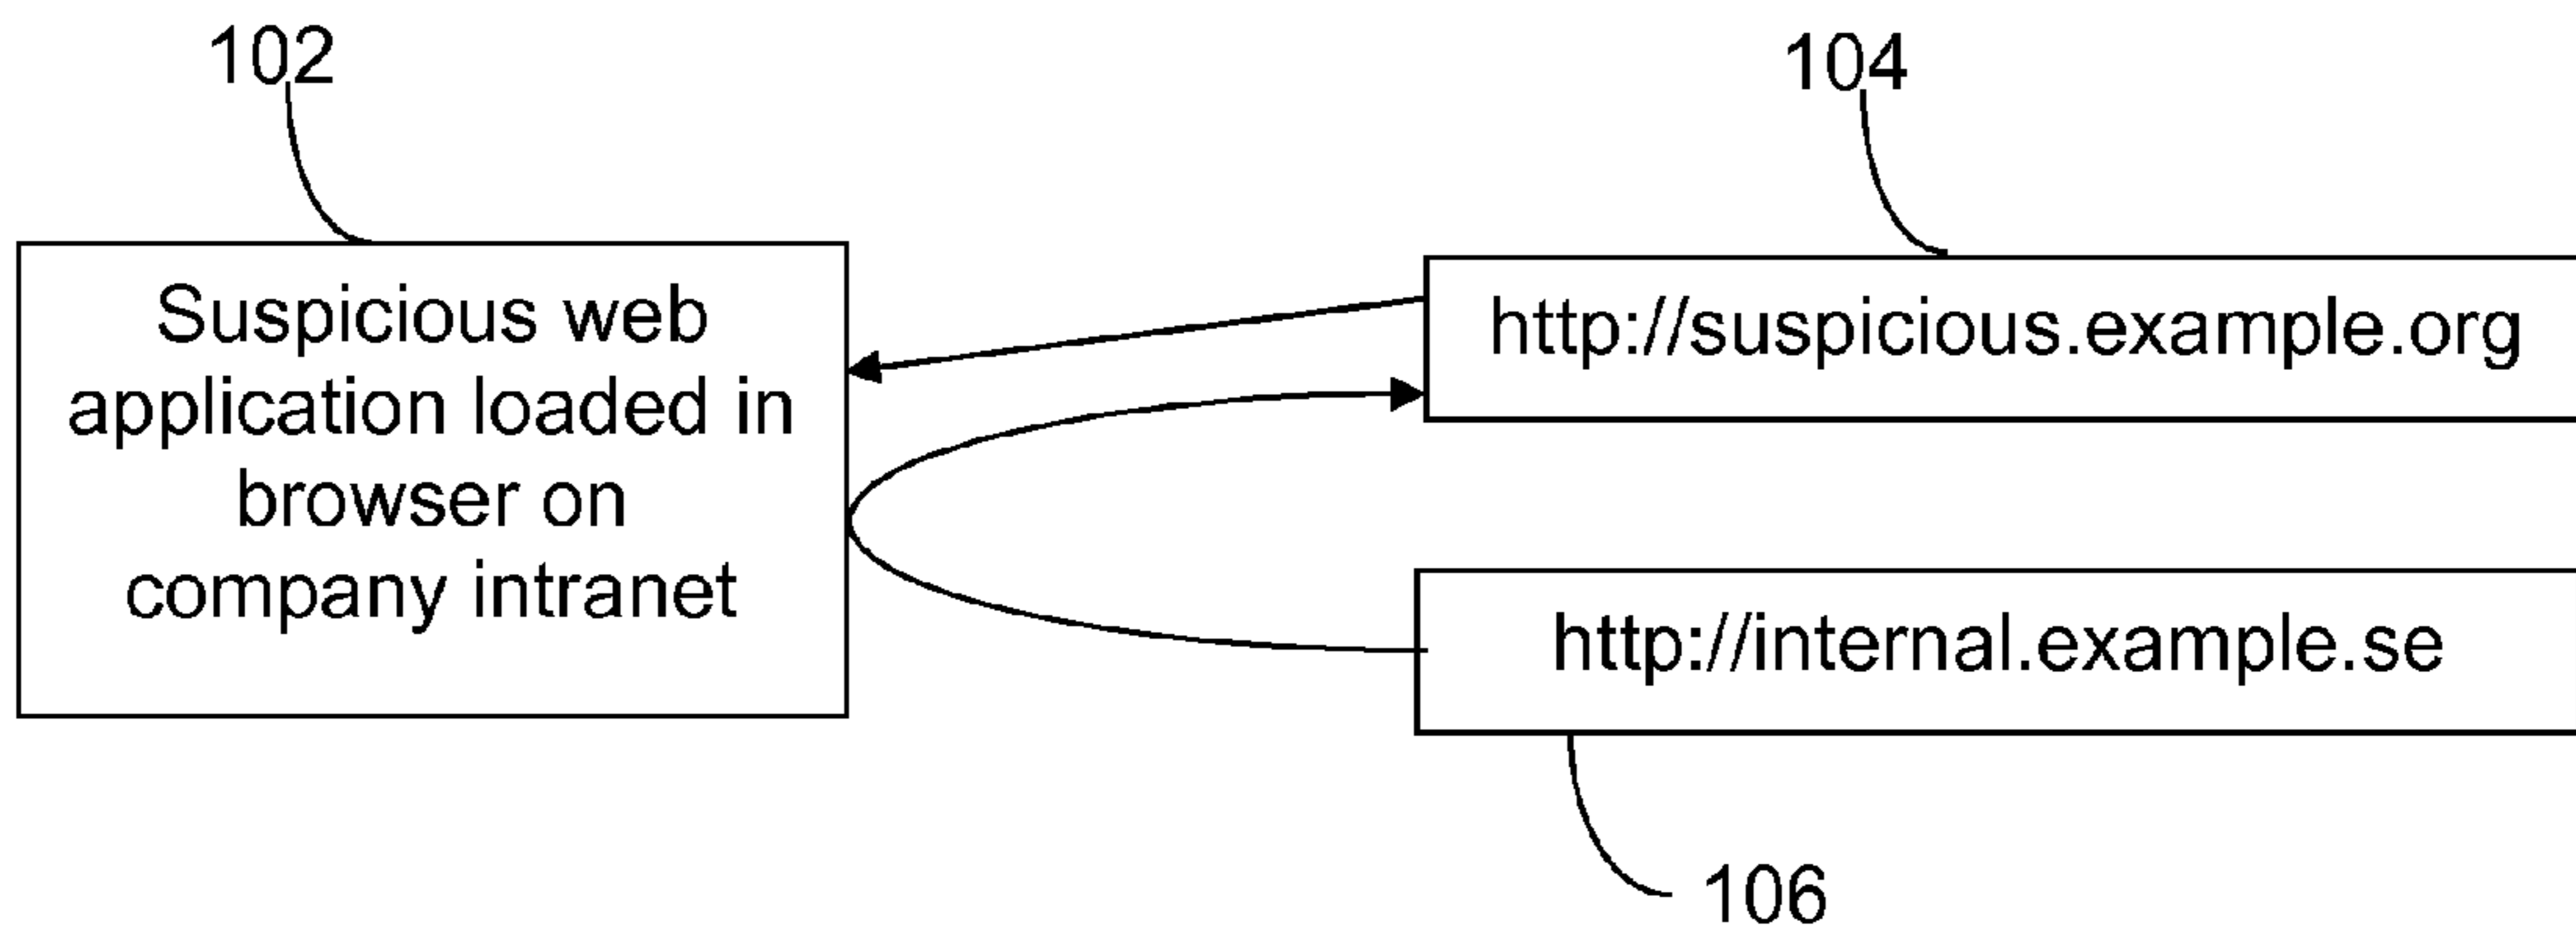 102
104
Suspicious web
application loaded in
browser on
company intranet
http://suspicious.example.org
http://internal.example.se
106